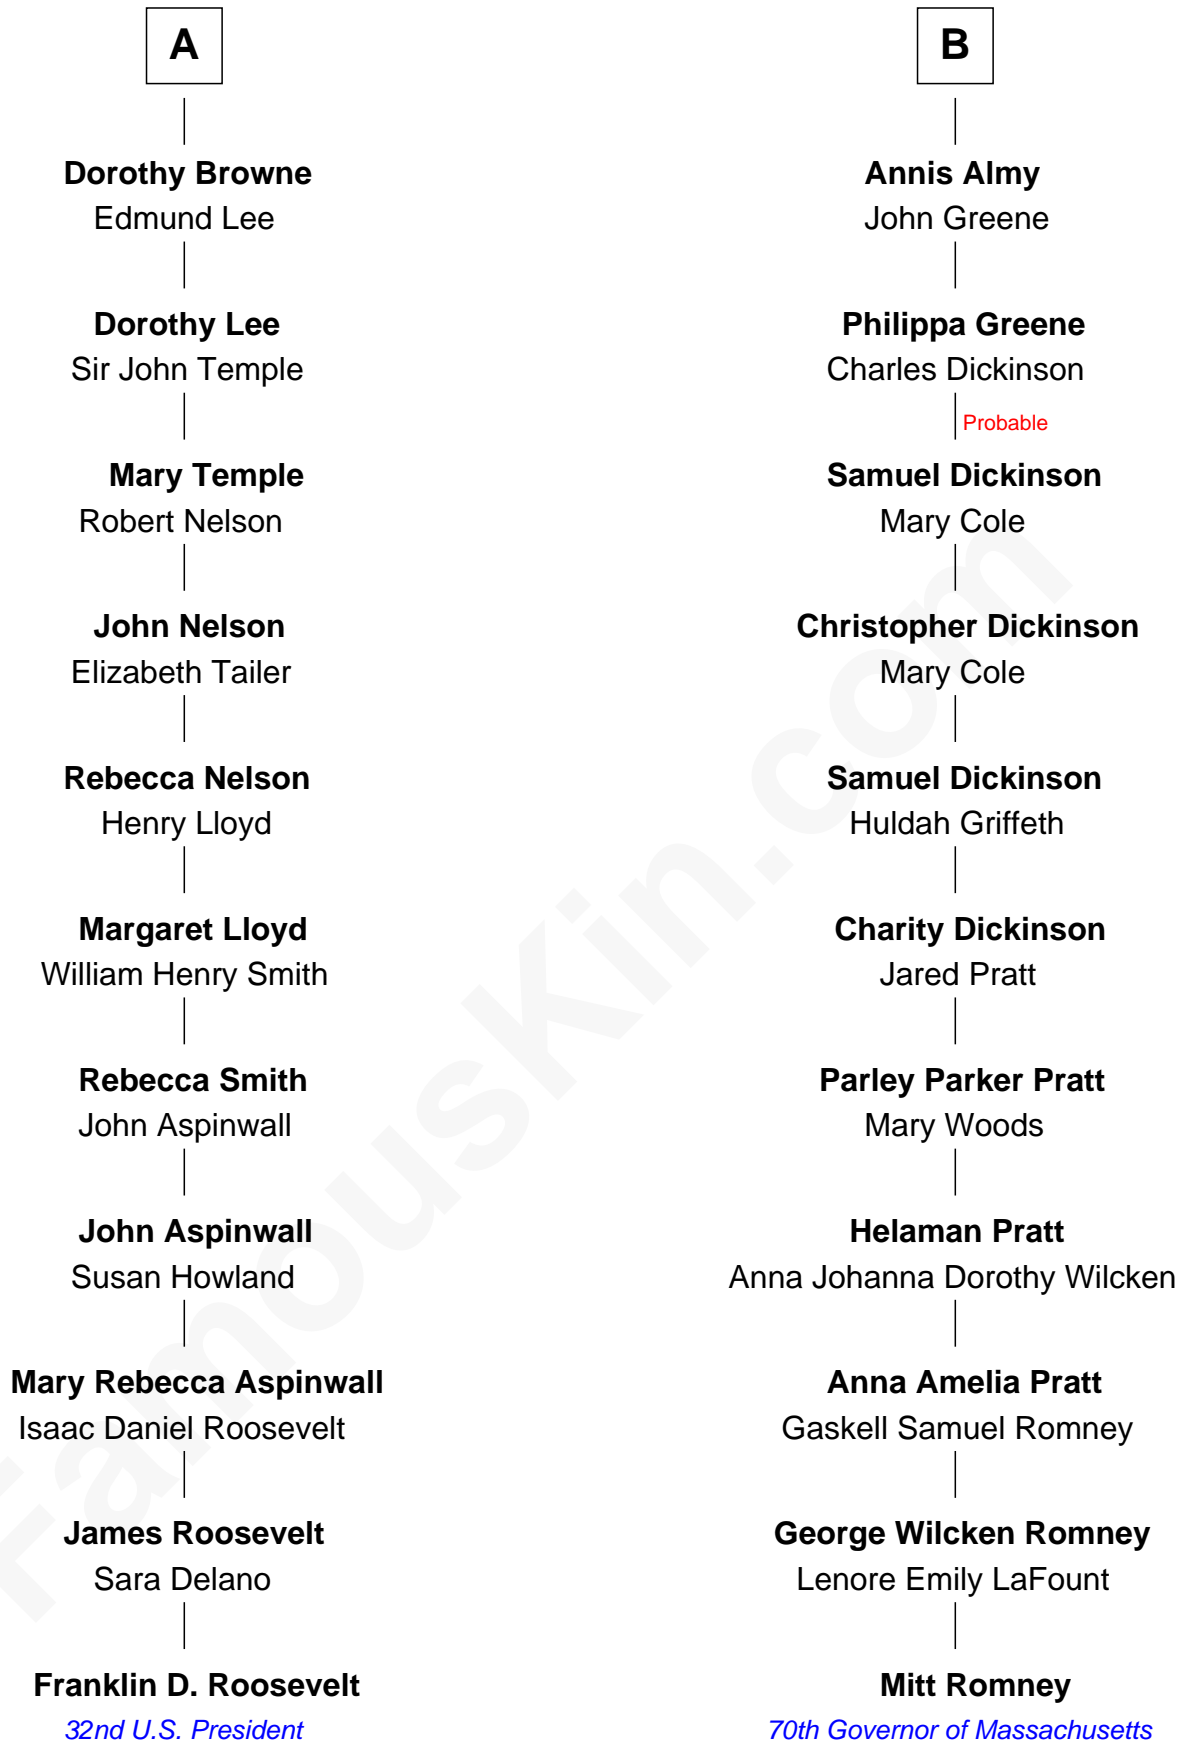 A
Dorothy Browne
Edmund Lee
Dorothy Lee
Sir John Temple
Mary Temple
Robert Nelson
John Nelson
Elizabeth Tailer
Rebecca Nelson
Henry Lloyd
Margaret Lloyd
William Henry Smith
Rebecca Smith
John Aspinwall
John Aspinwall
Susan Howland
Mary Rebecca Aspinwall
Isaac Daniel Roosevelt
James Roosevelt
Sara Delano
Franklin D. Roosevelt
32nd U.S. President
B
Annis Almy
John Greene
Philippa Greene
Charles Dickinson
Probable
Samuel Dickinson
Mary Cole
Christopher Dickinson
Mary Cole
Samuel Dickinson
Huldah Griffeth
Charity Dickinson
Jared Pratt
Parley Parker Pratt
Mary Woods
Helaman Pratt
Anna Johanna Dorothy Wilcken
Anna Amelia Pratt
Gaskell Samuel Romney
George Wilcken Romney
Lenore Emily LaFount
Mitt Romney
70th Governor of Massachusetts
FamousKin.com